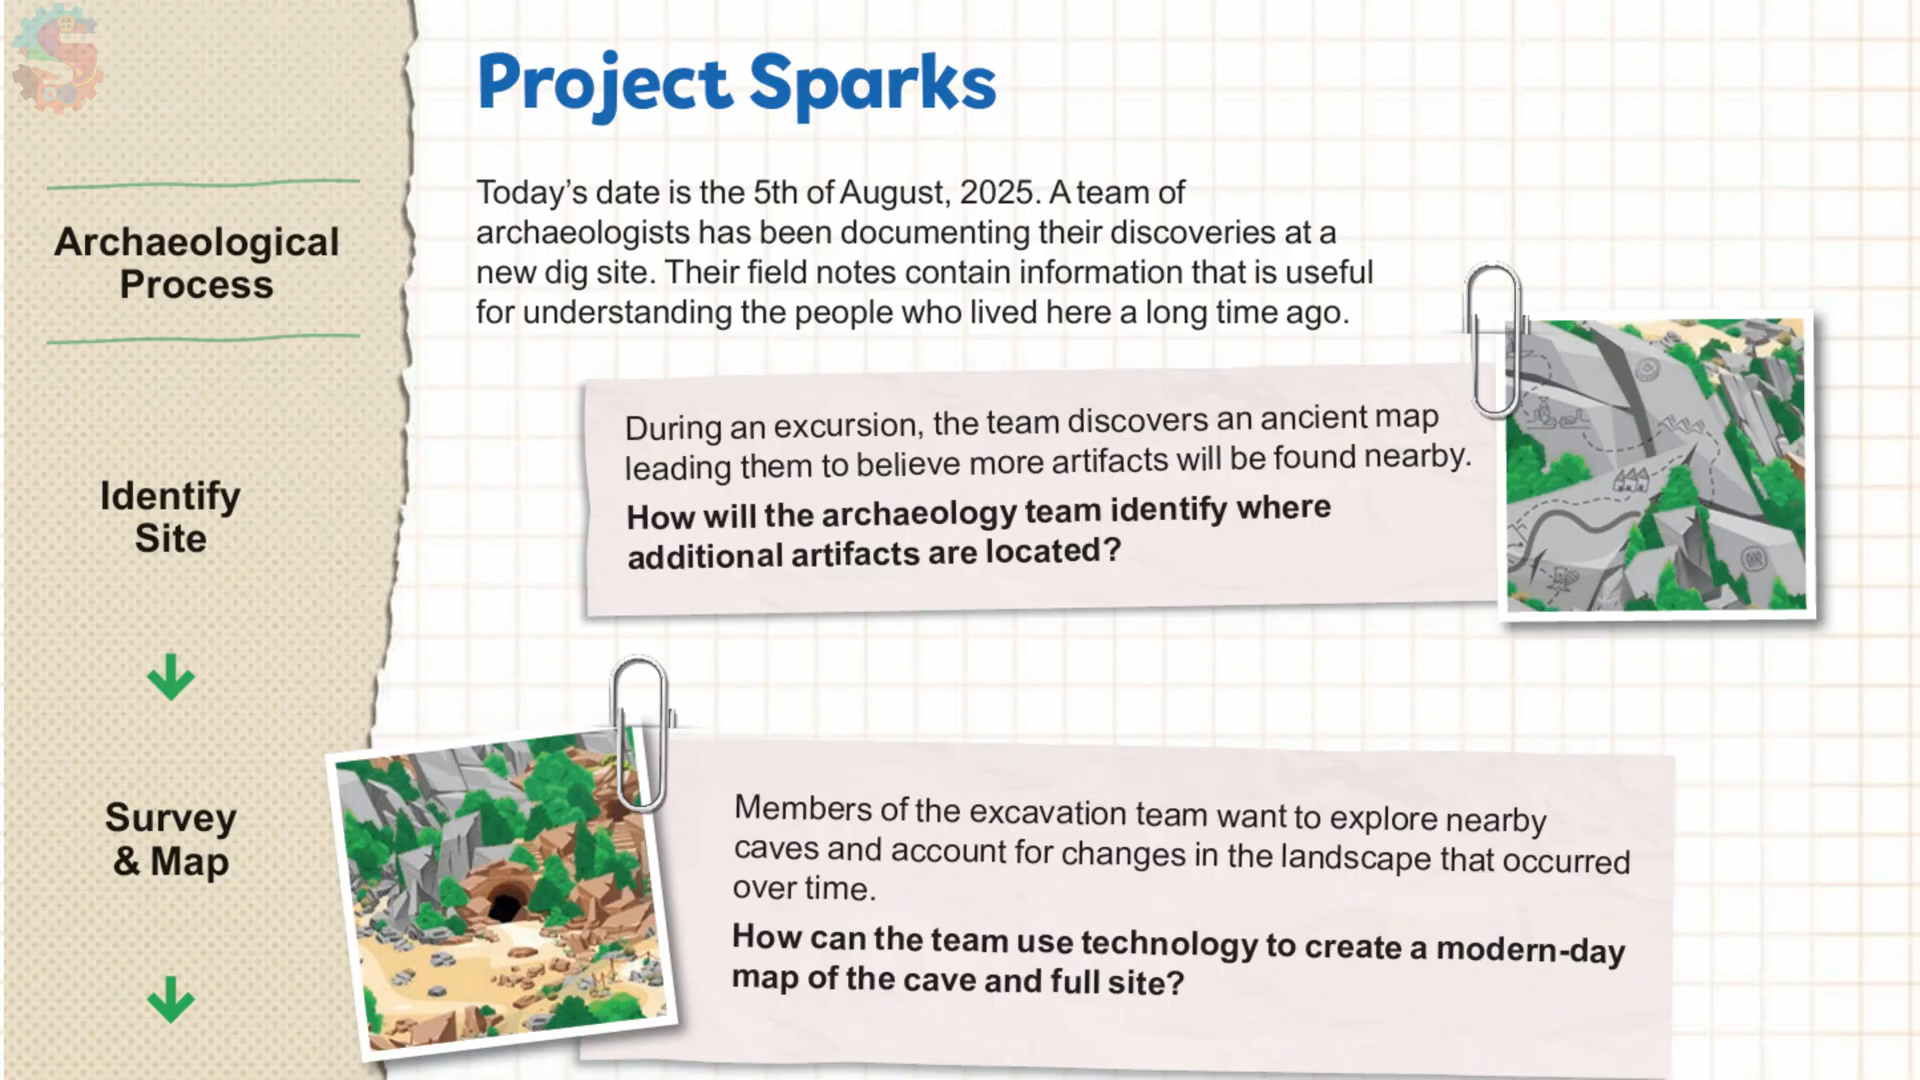 Project Sparks
Today's date is the 5th of August, 2025. A team of
archaeologists has been documenting their discoveries at a
new dig site. Their field notes contain information that is useful
for understanding the people who lived here a long time ago.
Archaeological
Process
Identify
Site
During an excursion, the team discovers an ancient map
leading them to believe more artifacts will be found nearby.
How will the archaeology team identify where
additional artifacts are located?
Survey
& Map
Members of the excavation team want to explore nearby
caves and account for changes in the landscape that occurred
over time.
How can the team use technology to create a modern-day
map of the cave and full site?